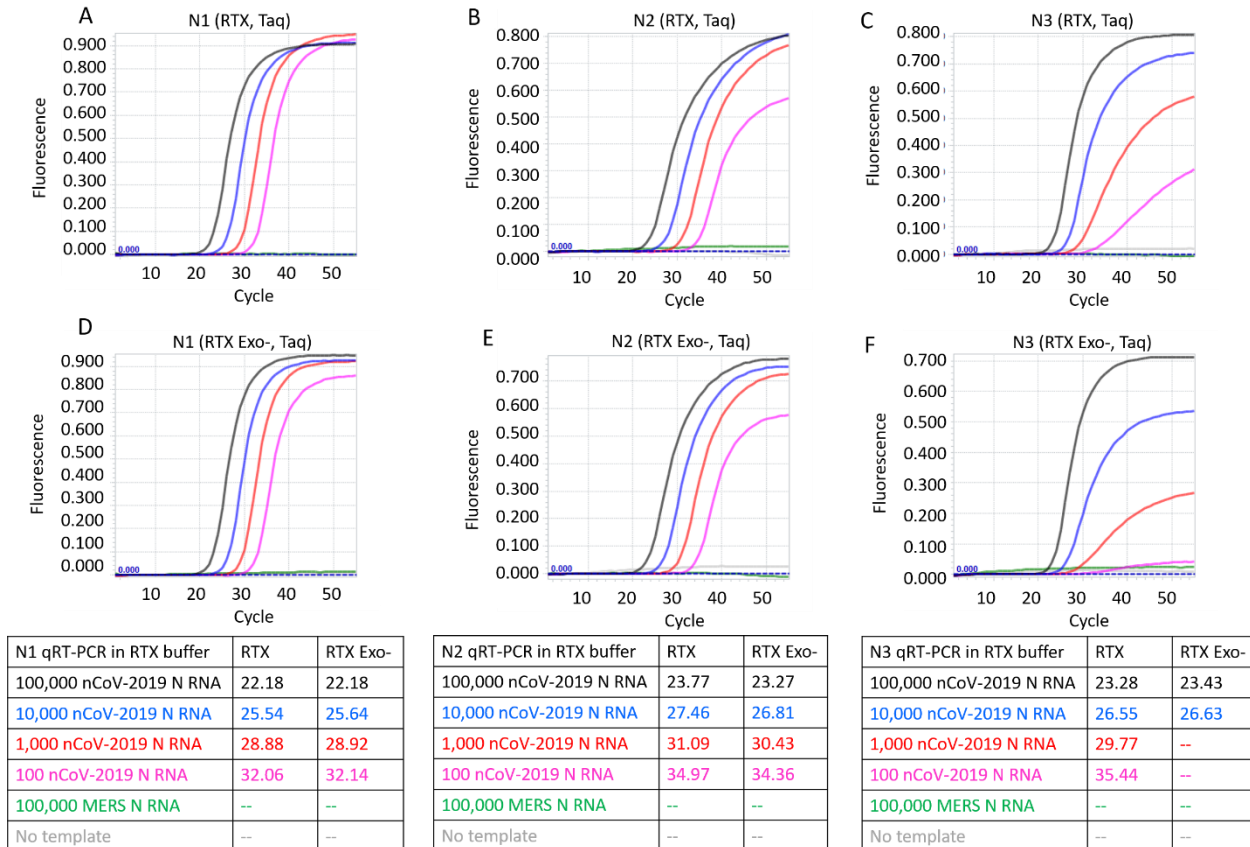 A
N1 (RTX, Taq)
0.900
0.800
0.700
0.600
0.500
0.400
0.300
0.200
0.100
0.000
0.000
Fluorescence
10 20 30 40 50
Cycle
B
N2 (RTX, Taq)
0.800
0.700
0.600
0.500
0.400
0.300
0.200
0.100
0.000
0.000
Fluorescence
10 20 30 40 50
Cycle
C
N3 (RTX, Taq)
0.800
0.700
0.600
0.500
0.400
0.300
0.200
0.100
0.000
0.000
Fluorescence
10 20 30 40 50
Cycle
D
N1 (RTX Exo-, Taq)
0.900
0.800
0.700
0.600
0.500
0.400
0.300
0.200
0.100
0.000
0.000
Fluorescence
10 20 30 40 50
Cycle
E
N2 (RTX Exo-, Taq)
0.700
0.600
0.500
0.400
0.300
0.200
0.100
0.000
0.000
Fluorescence
10 20 30 40 50
Cycle
F
N3 (RTX Exo-, Taq)
0.700
0.600
0.500
0.400
0.300
0.200
0.100
0.000
0.000
Fluorescence
10 20 30 40 50
Cycle
N1 qRT-PCR in RTX buffer RTX RTX Exo-
100,000 nCoV-2019 N RNA 22.18 22.18
10,000 nCoV-2019 N RNA 25.54 25.64
1,000 nCoV-2019 N RNA 28.88 28.92
100 nCoV-2019 N RNA 32.06 32.14
100,000 MERS N RNA -- --
No template -- --
N2 qRT-PCR in RTX buffer RTX RTX Exo-
100,000 nCoV-2019 N RNA 23.77 23.27
10,000 nCoV-2019 N RNA 27.46 26.81
1,000 nCoV-2019 N RNA 31.09 30.43
100 nCoV-2019 N RNA 34.97 34.36
100,000 MERS N RNA -- --
No template -- --
N3 qRT-PCR in RTX buffer RTX RTX Exo-
100,000 nCoV-2019 N RNA 23.28 23.43
10,000 nCoV-2019 N RNA 26.55 26.63
1,000 nCoV-2019 N RNA 29.77 --
100 nCoV-2019 N RNA 35.44 --
100,000 MERS N RNA -- --
No template -- --